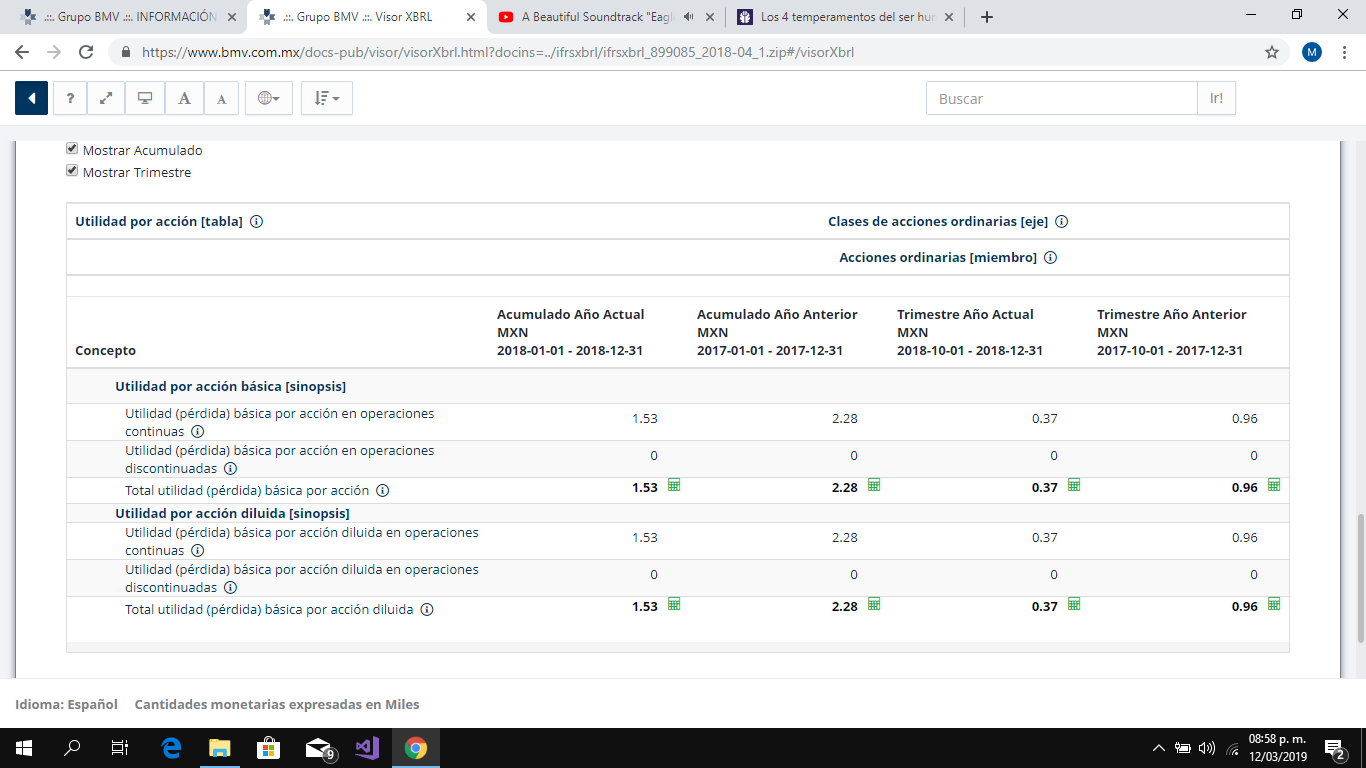 .::. Grupo BMV .::. INFORMACIÓN
.::. Grupo BMV .::. Visor XBRL
A Beautiful Soundtrack "Eagl
Los 4 temperamentos del ser hur
https://www.bmv.com.mx/docs-pub/visor/visorXbrl.html?docins=../ifrsxbrl/ifrsxbrl_899085_2018-04_1.zip#/visorXbrl
M
? A A
Buscar
Ir!
Mostrar Acumulado
Mostrar Trimestre
Utilidad por acción [tabla]
Clases de acciones ordinarias [eje]
Acciones ordinarias [miembro]
Concepto
Acumulado Año Actual
MXN
2018-01-01 - 2018-12-31
Acumulado Año Anterior
MXN
2017-01-01 - 2017-12-31
Trimestre Año Actual
MXN
2018-10-01 - 2018-12-31
Trimestre Año Anterior
MXN
2017-10-01 - 2017-12-31
Utilidad por acción básica [sinopsis]
Utilidad (pérdida) básica por acción en operaciones
continuas
1.53 2.28 0.37 0.96
Utilidad (pérdida) básica por acción en operaciones
discontinuadas
0 0 0 0
Total utilidad (pérdida) básica por acción
1.53 2.28 0.37 0.96
Utilidad por acción diluida [sinopsis]
Utilidad (pérdida) básica por acción diluida en operaciones
continuas
1.53 2.28 0.37 0.96
Utilidad (pérdida) básica por acción diluida en operaciones
discontinuadas
0 0 0 0
Total utilidad (pérdida) básica por acción diluida
1.53 2.28 0.37 0.96
Idioma: Español Cantidades monetarias expresadas en Miles
9
08:58 p. m.
12/03/2019
2